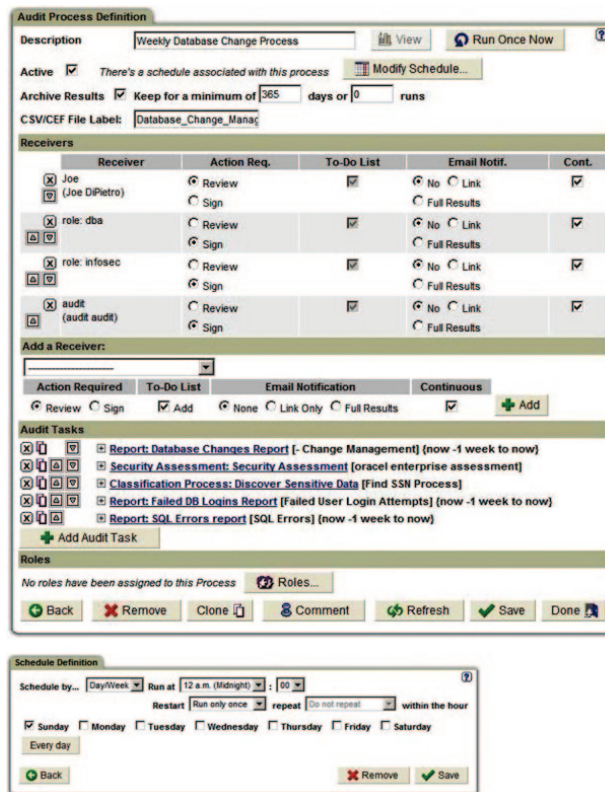 Audit Process Definition
Description Weekly Database Change Process View Run Once Now
Active There's a schedule associated with this process Modify Schedule...
Archive Results Keep for a minimum of 365 days or 0 runs
CSV/CEF File Label: Database_Change_Manag
Receivers
Receiver Action Req. To-Do List Email Notif. Cont.
Joe Review No Link
(Joe DiPietro) Sign Full Results
role: dba Review No Link
Sign Full Results
role: infosec Review No Link
Sign Full Results
audit Review No Link
(audit audit) Sign Full Results
Add a Receiver:
---------------------
Action Required To-Do List Email Notification Continuous
Review Sign Add None Link Only Full Results Add
Audit Tasks
Report: Database Changes Report [- Change Management] {now -1 week to now}
Security Assessment: Security Assessment [oracel enterprise assessment]
Classification Process: Discover Sensitive Data [Find SSN Process]
Report: Failed DB Logins Report [Failed User Login Attempts] {now -1 week to now}
Report: SQL Errors report [SQL Errors] {now -1 week to now}
Add Audit Task
Roles
No roles have been assigned to this Process Roles...
Back Remove Clone Comment Refresh Save Done
Schedule Definition
Schedule by... Day/Week Run at 12 a.m. (Midnight) : 00
Restart Run only once repeat Do not repeat within the hour
Sunday Monday Tuesday Wednesday Thursday Friday Saturday
Every day
Back Remove Save